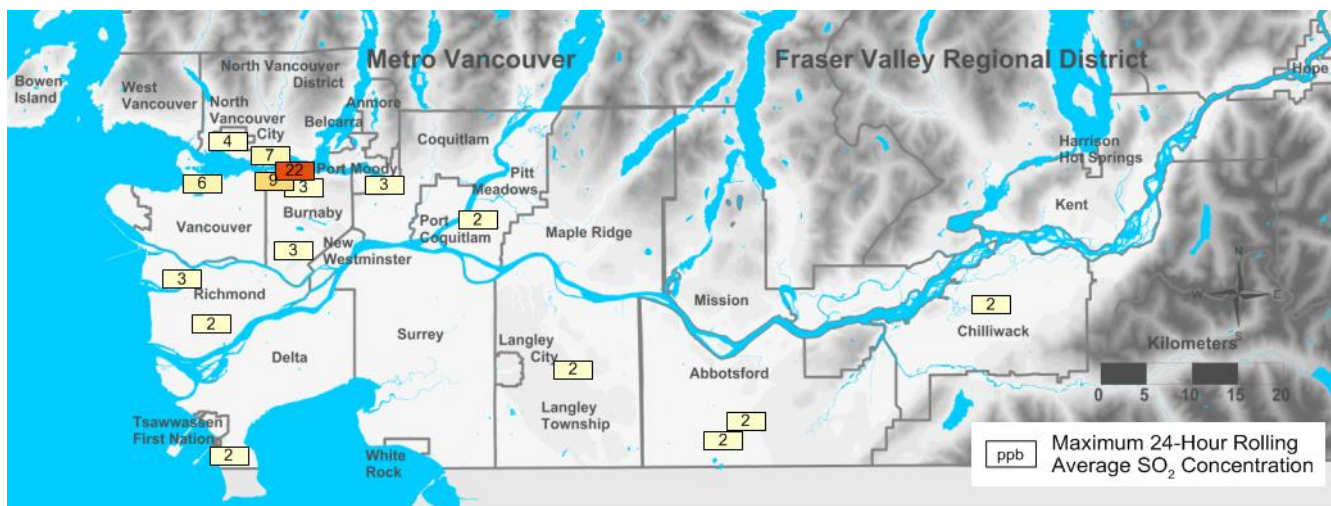 Metro Vancouver
Fraser Valley Regional District
Hope
Bowen
Island
West
Vancouver
North Vancouver
District
North
Vancouver
City
Anmore
Belcarra
Coquitlam
Harrison
Hot Springs
4
7
22
Port Moody
9
3
6
3
Pitt
Meadows
Kent
Burnaby
Vancouver
2
Port
Coquitlam
Maple Ridge
New
Westminster
3
3
Richmond
2
Mission
2
Chilliwack
N
W
E
S
Surrey
Delta
Langley
City
2
Abbotsford
Kilometers
0 5 10 15 20
Langley
Township
2
2
Tsawwassen
First Nation
2
White
Rock
ppb
Maximum 24-Hour Rolling
Average SO₂ Concentration